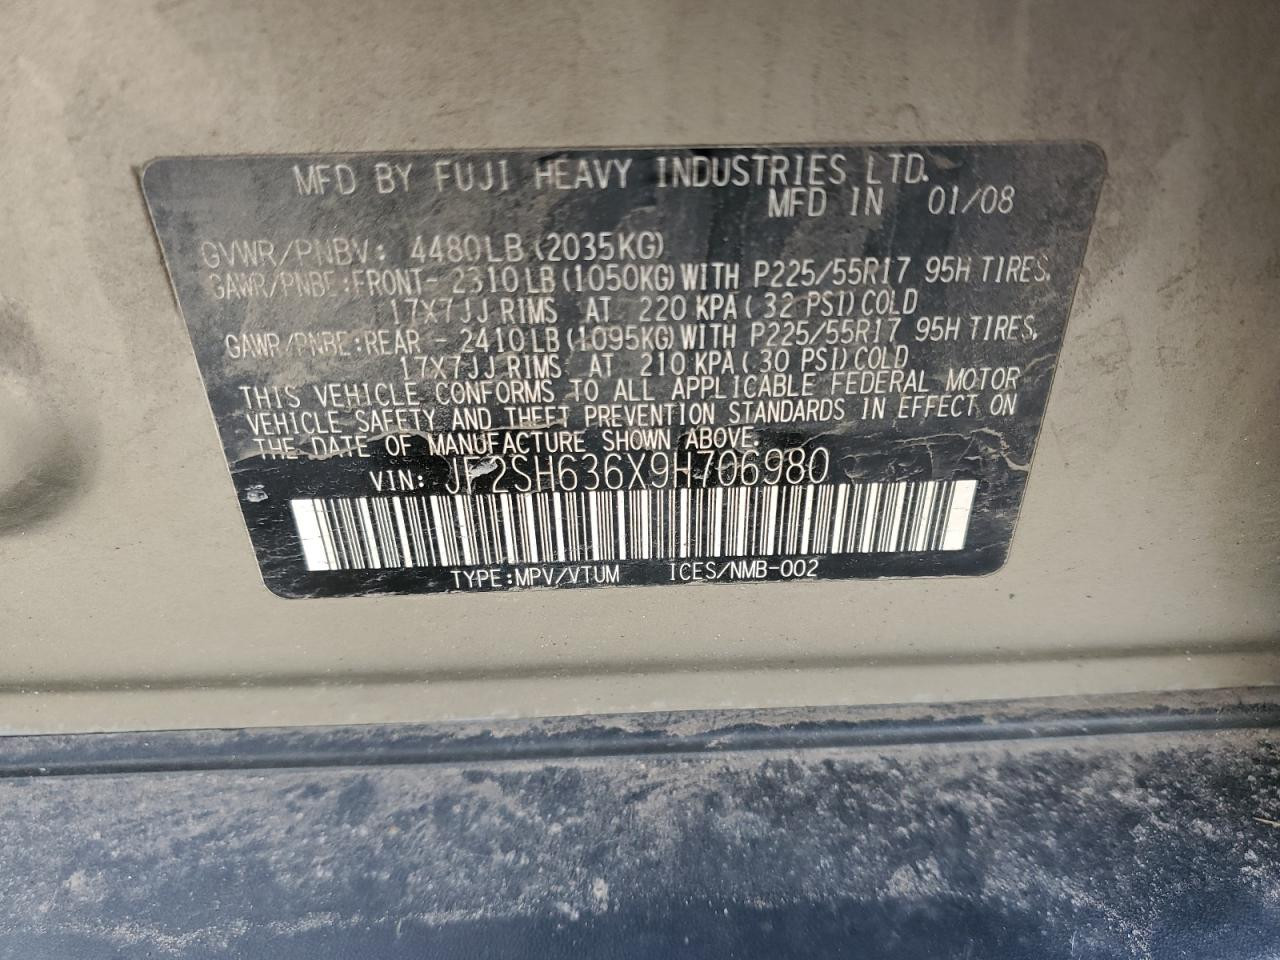 MFD BY FUJI HEAVY INDUSTRIES LTD.
MFD IN 01/08
GVWR/PNBV: 4480LB (2035KG)
GAWR/PNBE:FRONT- 2310LB (1050KG) WITH P225/55R17 95H TIRES,
17X7JJ RIMS AT 220 KPA (32 PSI) COLD
GAWR/PNBE:REAR - 2410LB (1095KG) WITH P225/55R17 95H TIRES,
17X7JJ RIMS AT 210 KPA (30 PSI) COLD
THIS VEHICLE CONFORMS TO ALL APPLICABLE FEDERAL MOTOR
VEHICLE SAFETY AND THEFT PREVENTION STANDARDS IN EFFECT ON
THE DATE OF MANUFACTURE SHOWN ABOVE.
VIN: JF2SH636X9H706980
TYPE:MPV/VTUM ICES/NMB-002